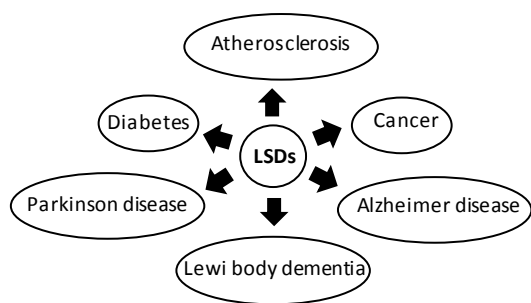 Atherosclerosis
Diabetes
Cancer
LSDs
Parkinson disease
Alzheimer disease
Lewi body dementia